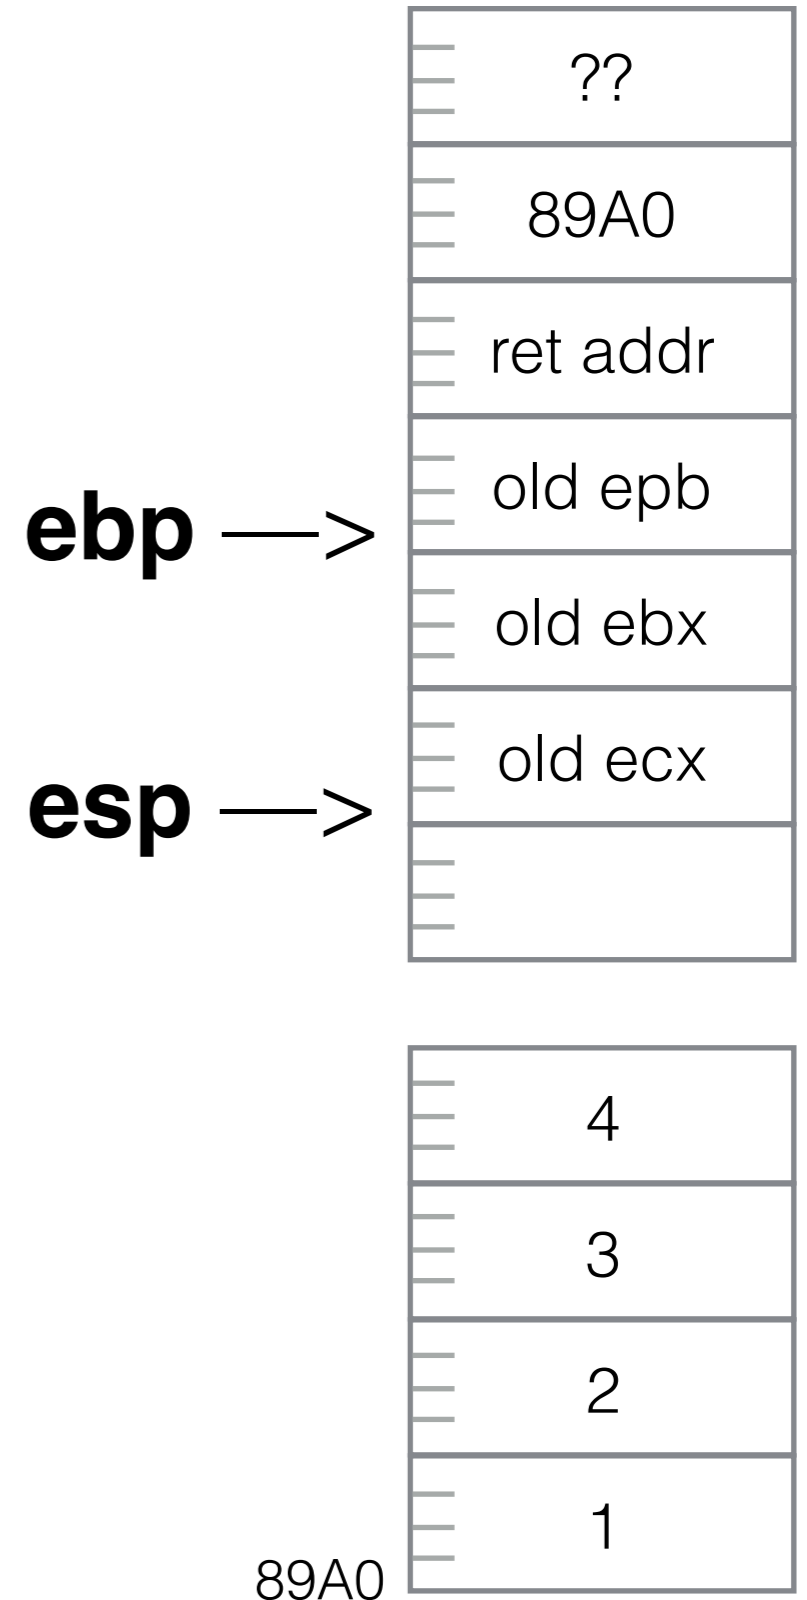 ??
89A0
ret addr
old epb
ebp —>
old ebx
old ecx
esp —>
4
3
2
1
89A0